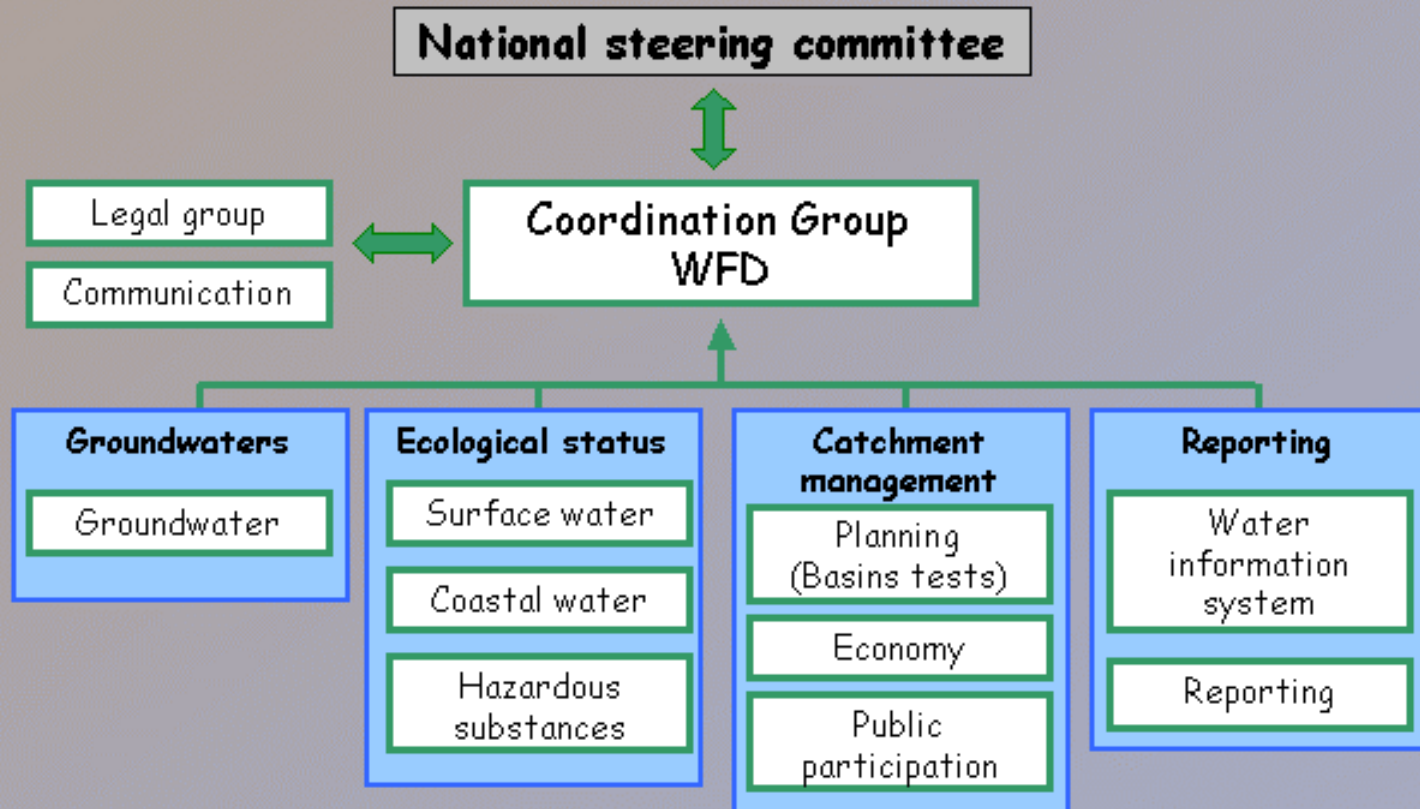 National steering committee
Legal group
Communication
Coordination Group
WFD
Groundwaters
Groundwater
Ecological status
Surface water
Coastal water
Hazardous
substances
Catchment
management
Planning
(Basins tests)
Economy
Public
participation
Reporting
Water
information
system
Reporting